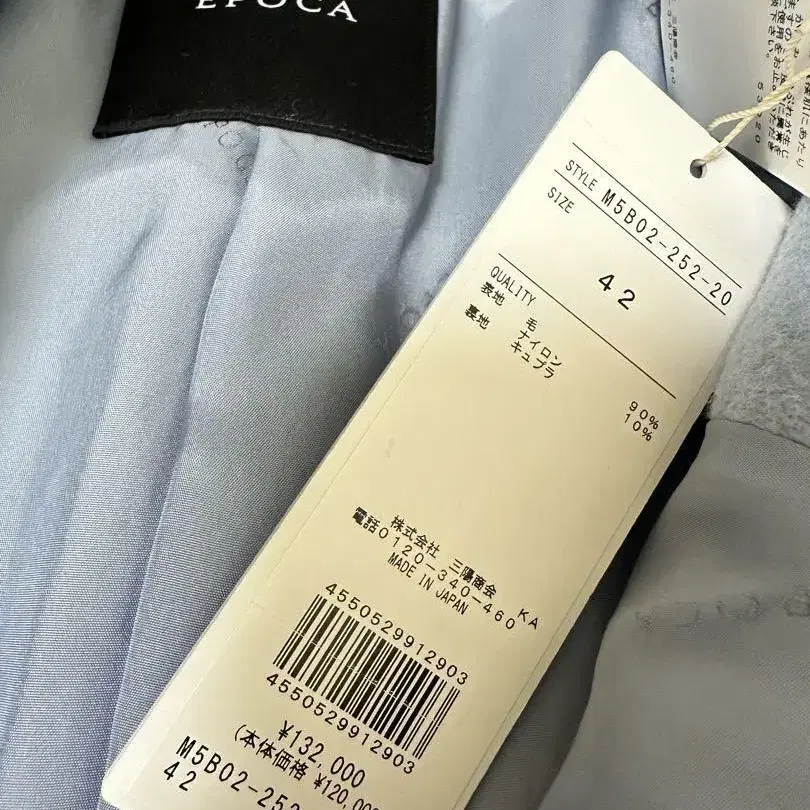 EPOCA
STYLE M5B02-252-20
SIZE
42
QUALITY
表地 毛 90%
ナイロン 10%
裏地 キュプラ
株式会社 三陽商会 KA
電話0120-340-460
MADE IN JAPAN
4550529912903
4550529912903
¥132,000
(本体価格 ¥120,000
M5B02-252
42